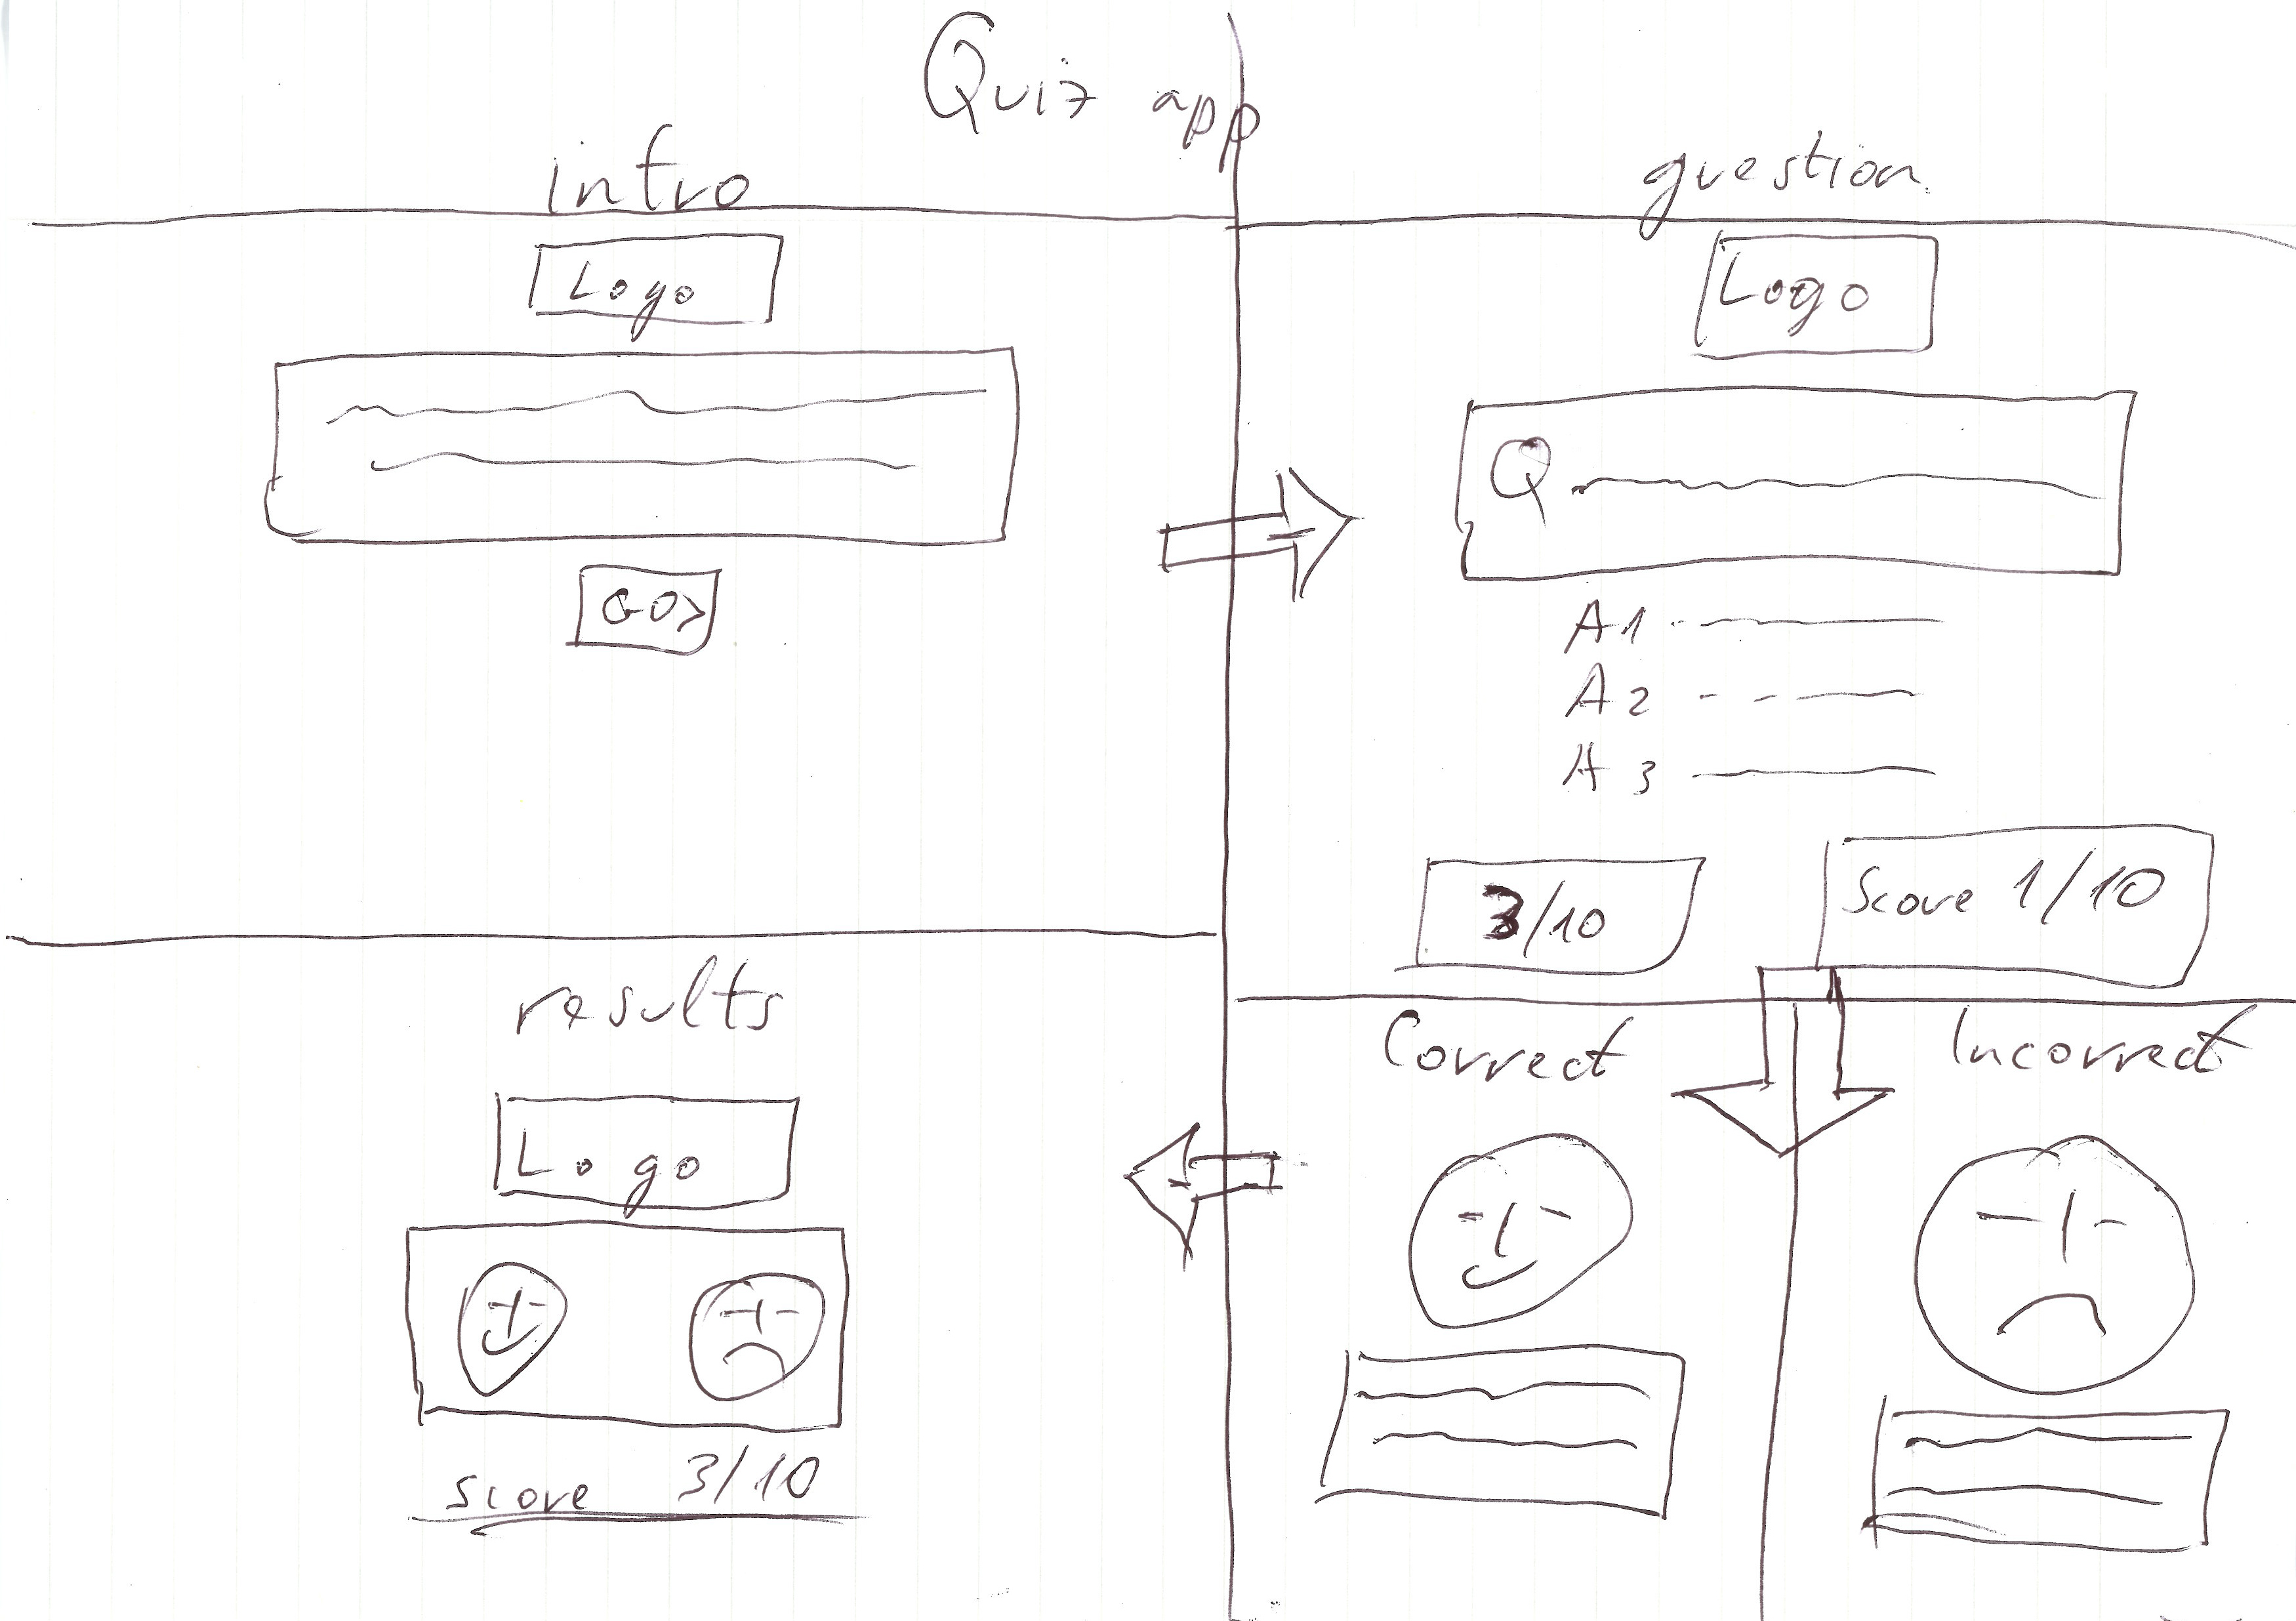 Quiz app
intro
Logo
GO>
question
Logo
Q
A1
A2
A3
3/10
Score 1/10
Correct
Incorrect
results
Logo
score 3/10